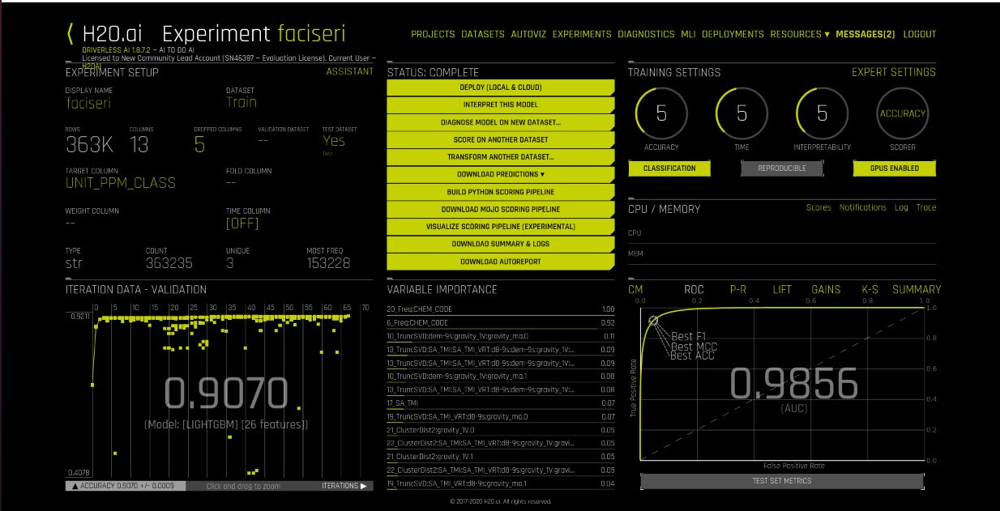 H2O.ai Experiment faciseri
DRIVERLESS AI 1.8.7.2 – AI TO DO AI
Licensed to New Community Lead Account (SN46387 – Evaluation License). Current User –
H2OAI
PROJECTS DATASETS AUTOVIZ EXPERIMENTS DIAGNOSTICS MLI DEPLOYMENTS RESOURCES ▾ MESSAGES[2] LOGOUT
EXPERIMENT SETUP
ASSISTANT
DISPLAY NAME
faciseri
DATASET
Train
ROWS
363K
COLUMNS
13
DROPPED COLUMNS
5
VALIDATION DATASET
--
TEST DATASET
Yes
Test
TARGET COLUMN
UNIT_PPM_CLASS
FOLD COLUMN
--
WEIGHT COLUMN
--
TIME COLUMN
[OFF]
TYPE
str
COUNT
363235
UNIQUE
3
MOST FREQ
153228
STATUS: COMPLETE
DEPLOY (LOCAL & CLOUD)
INTERPRET THIS MODEL
DIAGNOSE MODEL ON NEW DATASET...
SCORE ON ANOTHER DATASET
TRANSFORM ANOTHER DATASET...
DOWNLOAD PREDICTIONS ▾
BUILD PYTHON SCORING PIPELINE
DOWNLOAD MOJO SCORING PIPELINE
VISUALIZE SCORING PIPELINE (EXPERIMENTAL)
DOWNLOAD SUMMARY & LOGS
DOWNLOAD AUTOREPORT
TRAINING SETTINGS
EXPERT SETTINGS
5
ACCURACY
5
TIME
5
INTERPRETABILITY
ACCURACY
SCORER
CLASSIFICATION
REPRODUCIBLE
GPUS ENABLED
CPU / MEMORY
Scores Notifications Log Trace
CPU
MEM
ITERATION DATA - VALIDATION
0 5 10 15 20 25 30 35 40 45 50 55 60 65 70
0.9211
0.9070
(Model: [LIGHTGBM] [26 features])
0.4078
▲ ACCURACY 0.9070 +/- 0.0009
Click and drag to zoom
ITERATIONS ▶
VARIABLE IMPORTANCE
20_Freq:CHEM_CODE 1.00
6_Freq:CHEM_CODE 0.92
10_TruncSVD:dem-9s:gravity_1V:gravity_ma.0 0.11
13_TruncSVD:SA_TMI:SA_TMI_VRT:d8-9s:dem-9s:gravity_1V:... 0.09
13_TruncSVD:SA_TMI:SA_TMI_VRT:d8-9s:dem-9s:gravity_1V:... 0.09
10_TruncSVD:dem-9s:gravity_1V:gravity_ma.1 0.08
13_TruncSVD:SA_TMI:SA_TMI_VRT:d8-9s:dem-9s:gravity_1V:... 0.08
17_SA_TMI 0.07
19_TruncSVD:SA_TMI_VRT:d8-9s:gravity_ma.0 0.07
21_ClusterDist2:gravity_1V.0 0.05
22_ClusterDist2:SA_TMI:SA_TMI_VRT:d8-9s:gravity_1V:gravi... 0.05
21_ClusterDist2:gravity_1V.1 0.05
22_ClusterDist2:SA_TMI:SA_TMI_VRT:d8-9s:gravity_1V:gravi... 0.05
19_TruncSVD:SA_TMI_VRT:d8-9s:gravity_ma.1 0.04
CM ROC P-R LIFT GAINS K-S SUMMARY
0.0 0.2 0.4 0.6 0.8 1.0
1.0
0.8
0.6
0.4
0.2
0.0
Best F1
Best MCC
Best ACC
0.9856
(AUC)
True Positive Rate
False Positive Rate
TEST SET METRICS
© 2017-2020 H2O.ai. All rights reserved.